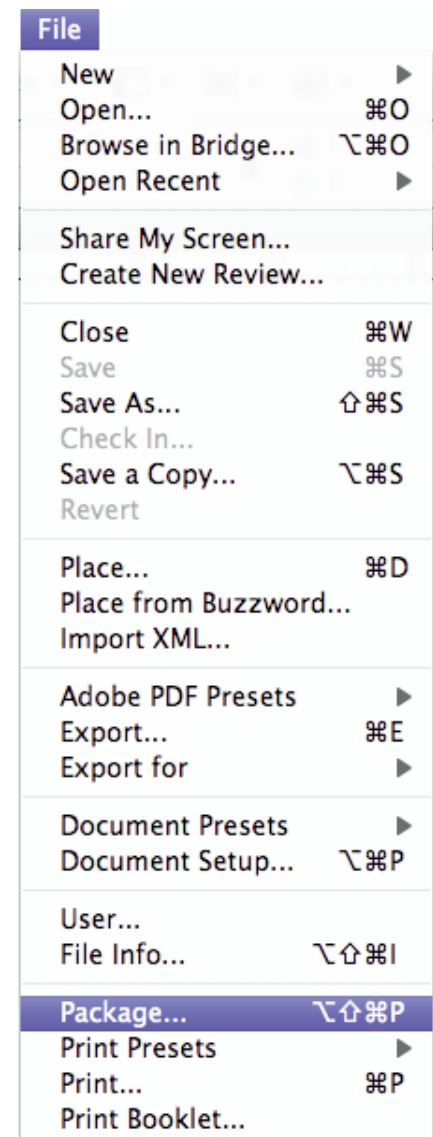 File
New ▶
Open... ⌘O
Browse in Bridge... ⌥⌘O
Open Recent ▶
Share My Screen...
Create New Review...
Close ⌘W
Save ⌘S
Save As... ⇧⌘S
Check In...
Save a Copy... ⌥⌘S
Revert
Place... ⌘D
Place from Buzzword...
Import XML...
Adobe PDF Presets ▶
Export... ⌘E
Export for ▶
Document Presets ▶
Document Setup... ⌥⌘P
User...
File Info... ⌥⇧⌘I
Package... ⌥⇧⌘P
Print Presets ▶
Print... ⌘P
Print Booklet...